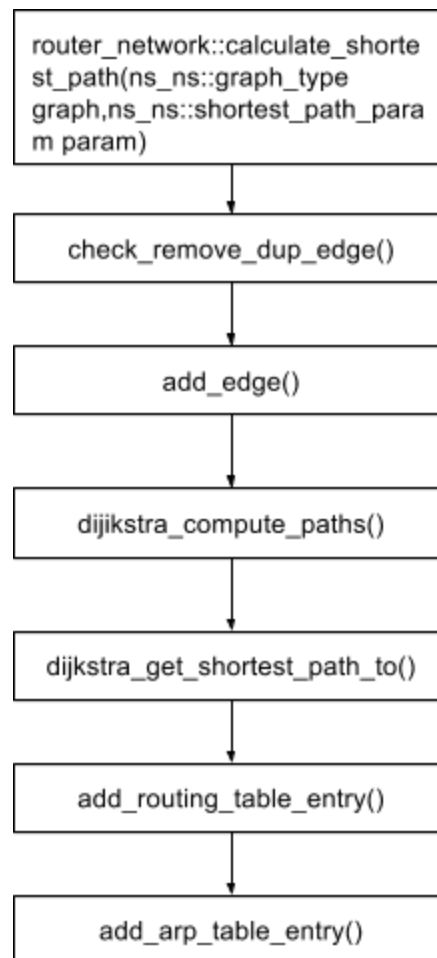 router_network::calculate_shorte
st_path(ns_ns::graph_type
graph,ns_ns::shortest_path_para
m param)
check_remove_dup_edge()
add_edge()
dijikstra_compute_paths()
dijkstra_get_shortest_path_to()
add_routing_table_entry()
add_arp_table_entry()